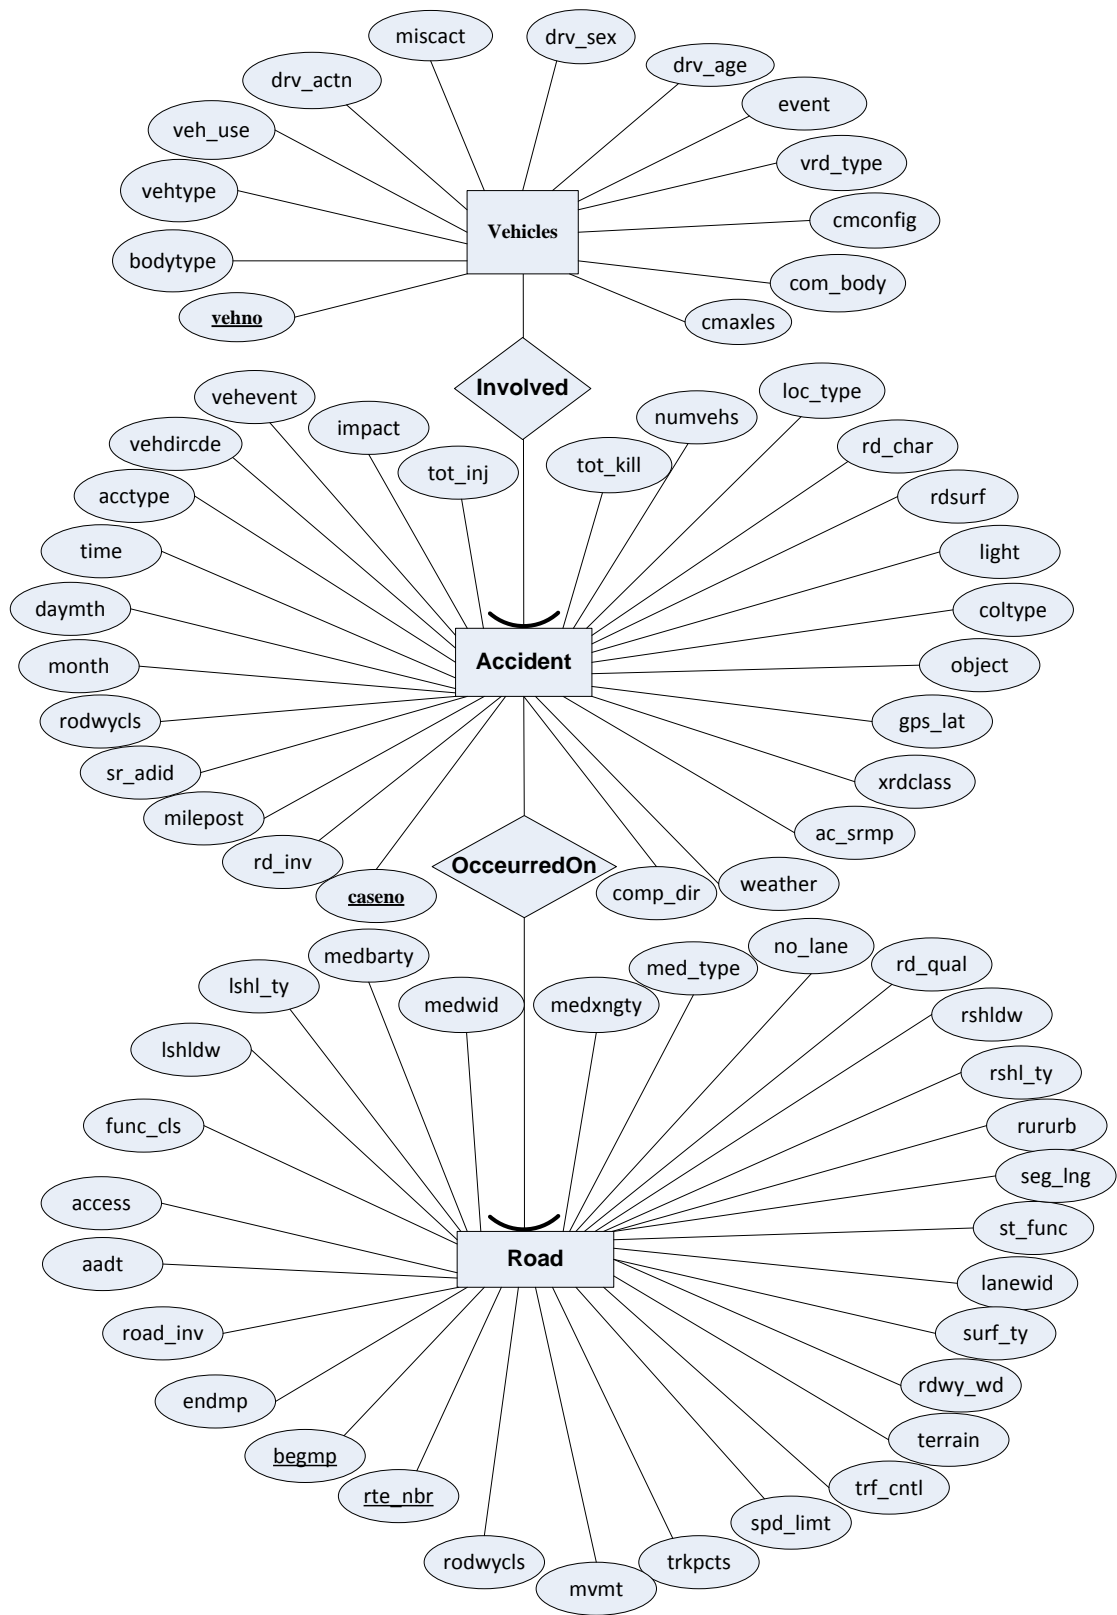 miscact
drv_sex
drv_actn
drv_age
event
veh_use
vrd_type
vehtype
cmconfig
Vehicles
bodytype
com_body
vehno
cmaxles
Involved
vehevent
loc_type
impact
numvehs
vehdircde
rd_char
tot_inj
tot_kill
acctype
rdsurf
time
light
daymth
coltype
Accident
month
object
rodwycls
gps_lat
sr_adid
xrdclass
milepost
ac_srmp
rd_inv
OcceurredOn
weather
caseno
comp_dir
medbarty
no_lane
lshl_ty
med_type
rd_qual
medwid
medxngty
rshldw
lshldw
rshl_ty
func_cls
rururb
seg_lng
access
st_func
aadt
Road
lanewid
road_inv
surf_ty
endmp
rdwy_wd
begmp
terrain
rte_nbr
trf_cntl
spd_limt
rodwycls
trkpcts
mvmt